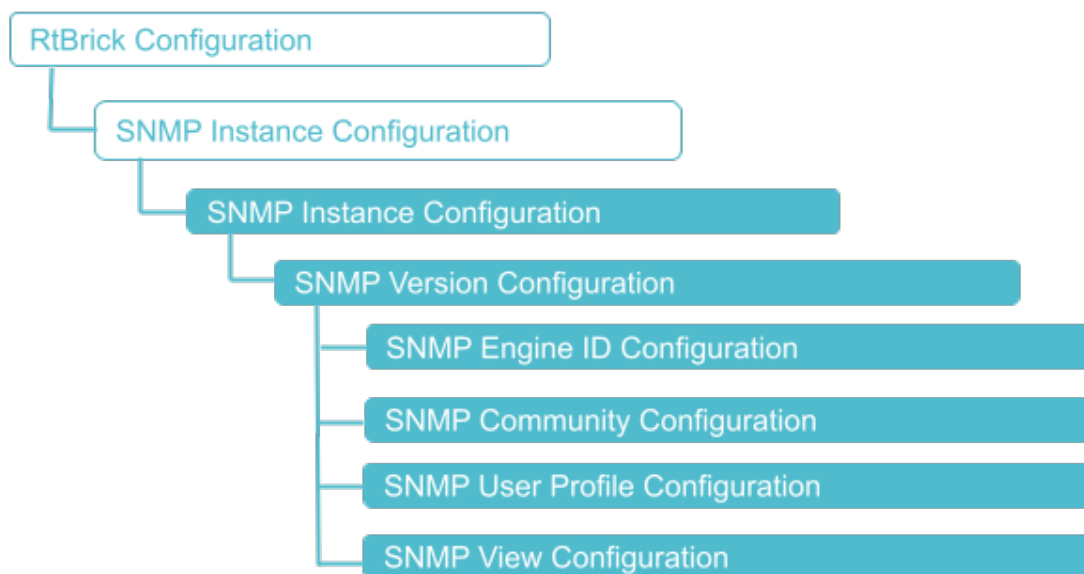 RtBrick Configuration
SNMP Instance Configuration
SNMP Instance Configuration
SNMP Version Configuration
SNMP Engine ID Configuration
SNMP Community Configuration
SNMP User Profile Configuration
SNMP View Configuration